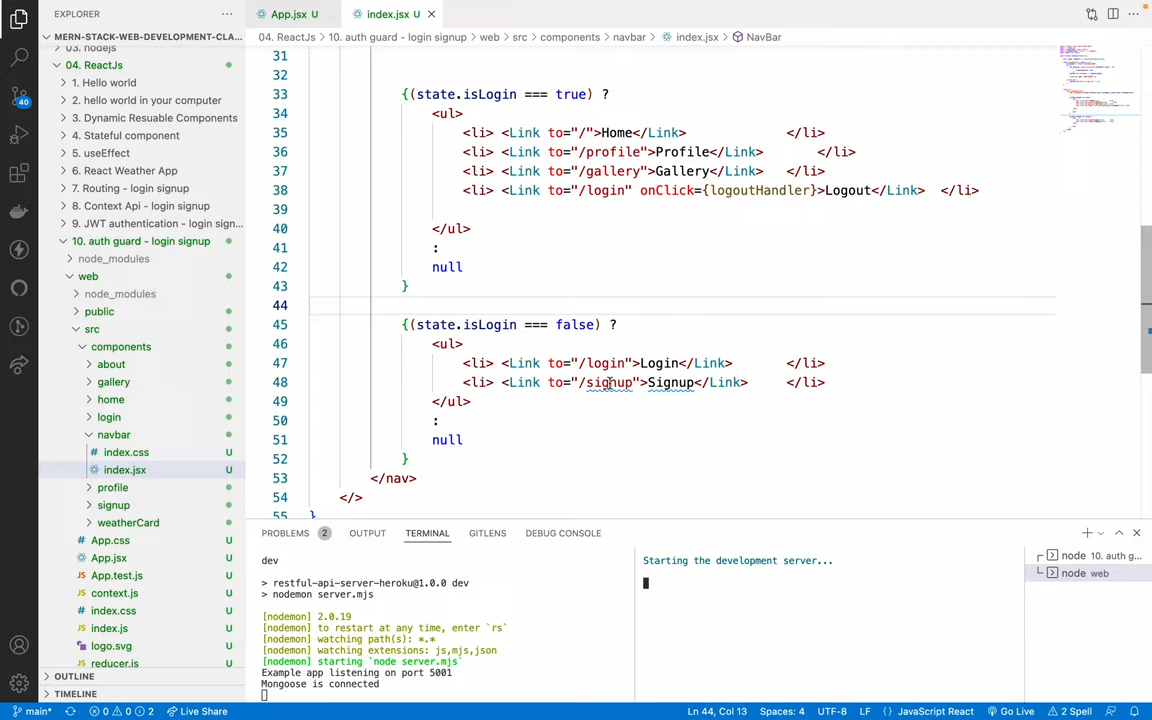 EXPLORER
MERN-STACK-WEB-DEVELOPMENT-CLA...
03. nodejs
04. ReactJs
1. Hello world
2. hello world in your computer
3. Dynamic Resuable Components
4. Stateful component
5. useEffect
6. React Weather App
7. Routing - login signup
8. Context Api - login signup
9. JWT authentication - login sign...
10. auth guard - login signup
node_modules
web
node_modules
public
src
components
about
gallery
home
login
navbar
# index.css U
index.jsx U
profile
signup
weatherCard
# App.css U
App.jsx U
JS App.test.js U
JS context.js U
# index.css U
JS index.js U
logo.svg U
JS reducer.js U
OUTLINE
TIMELINE
40
App.jsx U
index.jsx U
04. ReactJs > 10. auth guard - login signup > web > src > components > navbar > index.jsx > NavBar
31
32
33 {(state.isLogin === true) ?
34 <ul>
35 <li> <Link to="/">Home</Link> </li>
36 <li> <Link to="/profile">Profile</Link> </li>
37 <li> <Link to="/gallery">Gallery</Link> </li>
38 <li> <Link to="/login" onClick={logoutHandler}>Logout</Link> </li>
39
40 </ul>
41 :
42 null
43 }
44
45 {(state.isLogin === false) ?
46 <ul>
47 <li> <Link to="/login">Login</Link> </li>
48 <li> <Link to="/signup">Signup</Link> </li>
49 </ul>
50 :
51 null
52 }
53 </nav>
54 </>
55 }
PROBLEMS 2 OUTPUT TERMINAL GITLENS DEBUG CONSOLE
dev
> restful-api-server-heroku@1.0.0 dev
> nodemon server.mjs
[nodemon] 2.0.19
[nodemon] to restart at any time, enter `rs`
[nodemon] watching path(s): *.*
[nodemon] watching extensions: js,mjs,json
[nodemon] starting `node server.mjs`
Example app listening on port 5001
Mongoose is connected
Starting the development server...
node 10. auth g...
node web
main* 0 0 2 Live Share
Ln 44, Col 13 Spaces: 4 UTF-8 LF {} JavaScript React Go Live 2 Spell